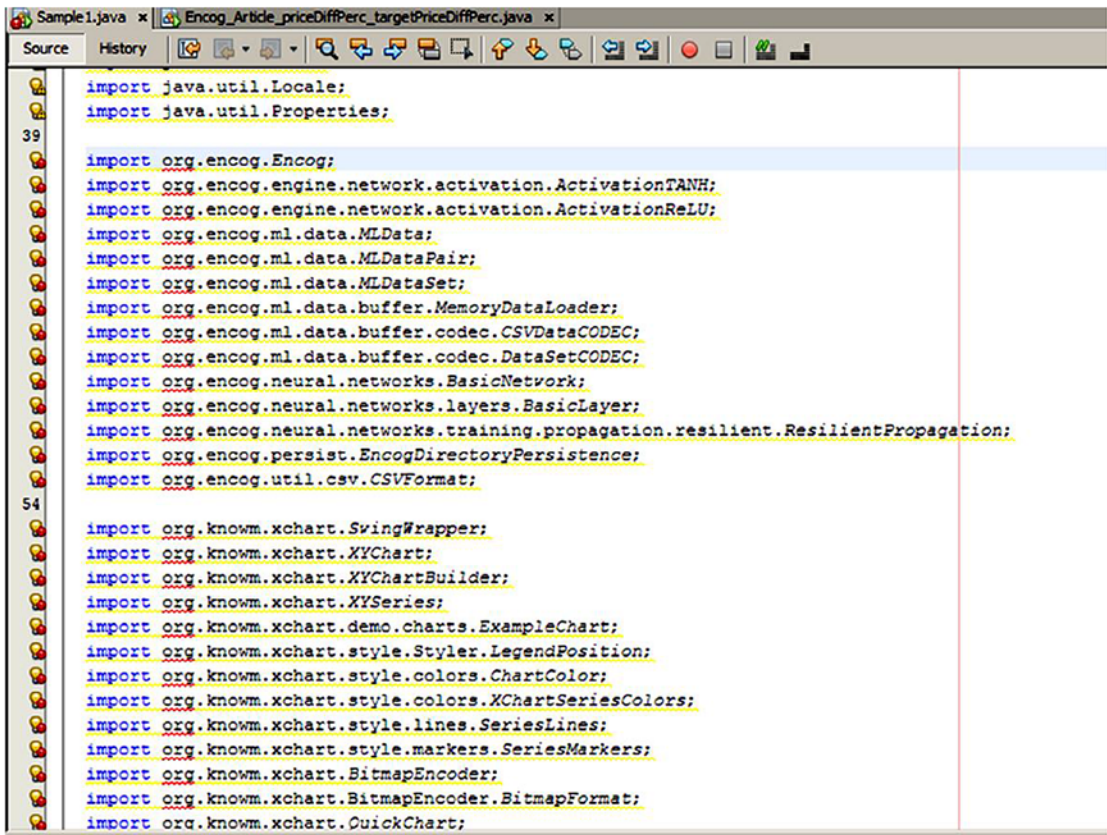 Sample1.java x Encog_Article_priceDiffPerc_targetPriceDiffPerc.java x
Source History
import java.util.Locale;
import java.util.Properties;
39
import org.encog.Encog;
import org.encog.engine.network.activation.ActivationTANH;
import org.encog.engine.network.activation.ActivationReLU;
import org.encog.ml.data.MLData;
import org.encog.ml.data.MLDataPair;
import org.encog.ml.data.MLDataSet;
import org.encog.ml.data.buffer.MemoryDataLoader;
import org.encog.ml.data.buffer.codec.CSVDataCODEC;
import org.encog.ml.data.buffer.codec.DataSetCODEC;
import org.encog.neural.networks.BasicNetwork;
import org.encog.neural.networks.layers.BasicLayer;
import org.encog.neural.networks.training.propagation.resilient.ResilientPropagation;
import org.encog.persist.EncogDirectoryPersistence;
import org.encog.util.csv.CSVFormat;
54
import org.knowm.xchart.SwingWrapper;
import org.knowm.xchart.XYChart;
import org.knowm.xchart.XYChartBuilder;
import org.knowm.xchart.XYSeries;
import org.knowm.xchart.demo.charts.ExampleChart;
import org.knowm.xchart.style.Styler.LegendPosition;
import org.knowm.xchart.style.colors.ChartColor;
import org.knowm.xchart.style.colors.XChartSeriesColors;
import org.knowm.xchart.style.lines.SeriesLines;
import org.knowm.xchart.style.markers.SeriesMarkers;
import org.knowm.xchart.BitmapEncoder;
import org.knowm.xchart.BitmapEncoder.BitmapFormat;
import org.knowm.xchart.QuickChart;